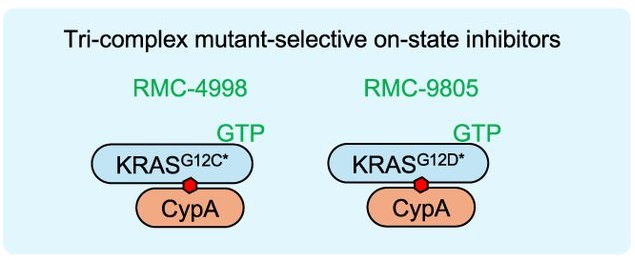 Tri-complex mutant-selective on-state inhibitors
RMC-4998 RMC-9805
GTP GTP
KRASG12C* KRASG12D*
CypA CypA